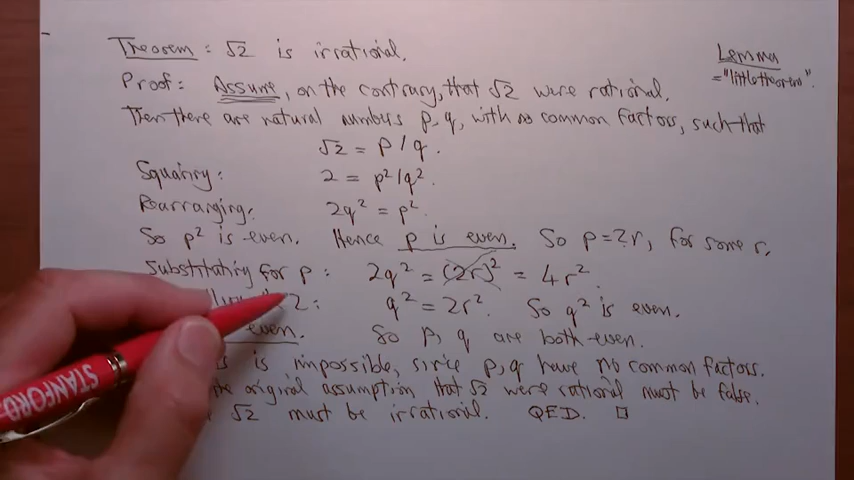 Theorem: √2 is irrational.
Lemma
= "little theorem".
Proof: Assume, on the contrary, that √2 were rational.
Then there are natural numbers p, q, with no common factors, such that
√2 = p / q.
Squaring: 2 = p²/q².
Rearranging: 2q² = p².
So p² is even. Hence p is even. So p = 2r, for some r.
Substituting for p: 2q² = (2r)² = 4r².
2: q² = 2r². So q² is even.
even. So p, q are both even.
is impossible, since p, q have no common factors.
the original assumption that √2 were rational must be false.
√2 must be irrational. QED. □
STANFORD